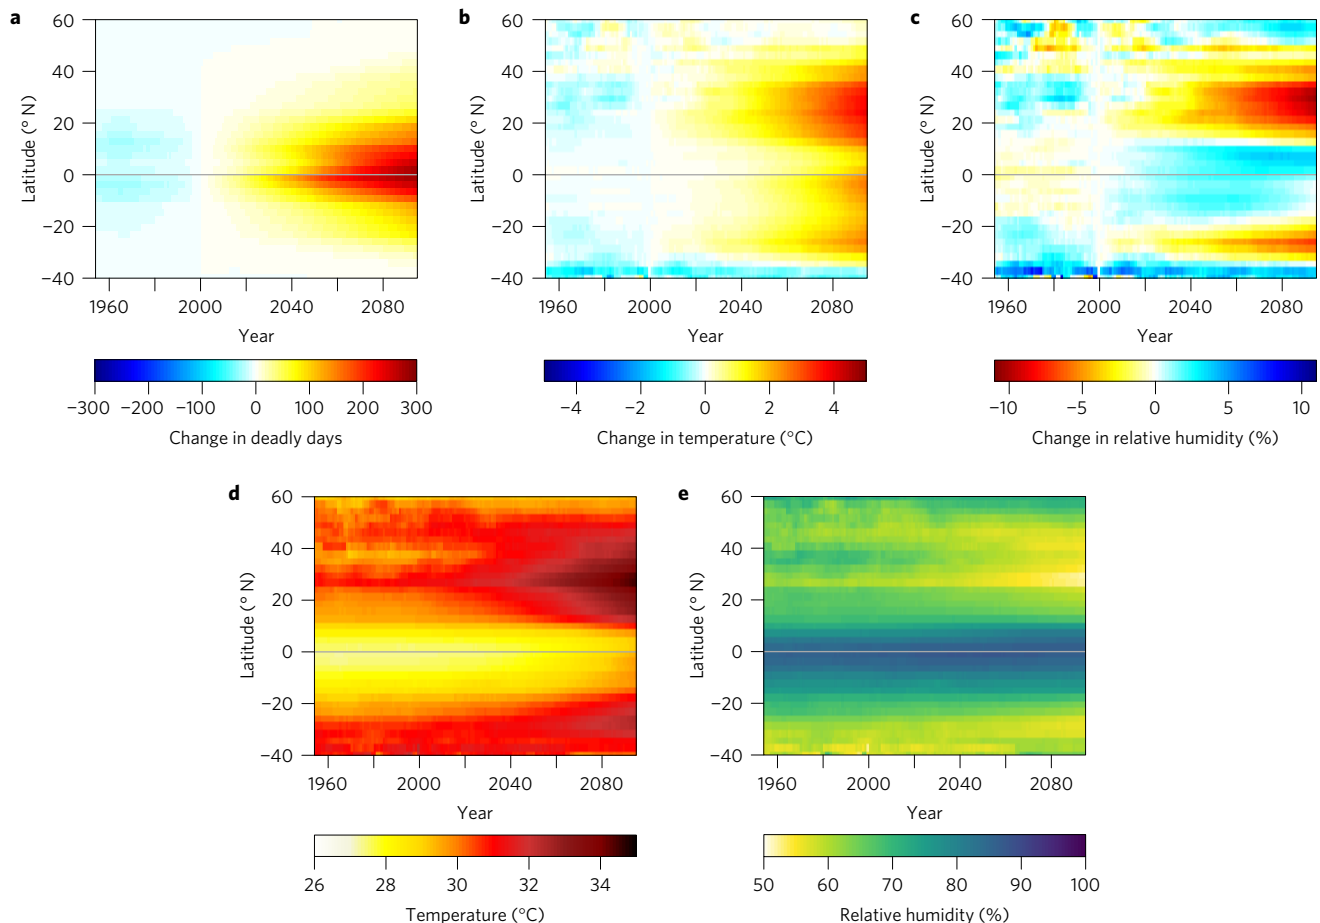 a
60
40
20
0
−20
−40
Latitude (° N)
1960 2000 2040 2080
Year
−300 −200 −100 0 100 200 300
Change in deadly days
b
60
40
20
0
−20
−40
Latitude (° N)
1960 2000 2040 2080
Year
−4 −2 0 2 4
Change in temperature (°C)
c
60
40
20
0
−20
−40
Latitude (° N)
1960 2000 2040 2080
Year
−10 −5 0 5 10
Change in relative humidity (%)
d
60
40
20
0
−20
−40
Latitude (° N)
1960 2000 2040 2080
Year
26 28 30 32 34
Temperature (°C)
e
60
40
20
0
−20
−40
Latitude (° N)
1960 2000 2040 2080
Year
50 60 70 80 90 100
Relative humidity (%)